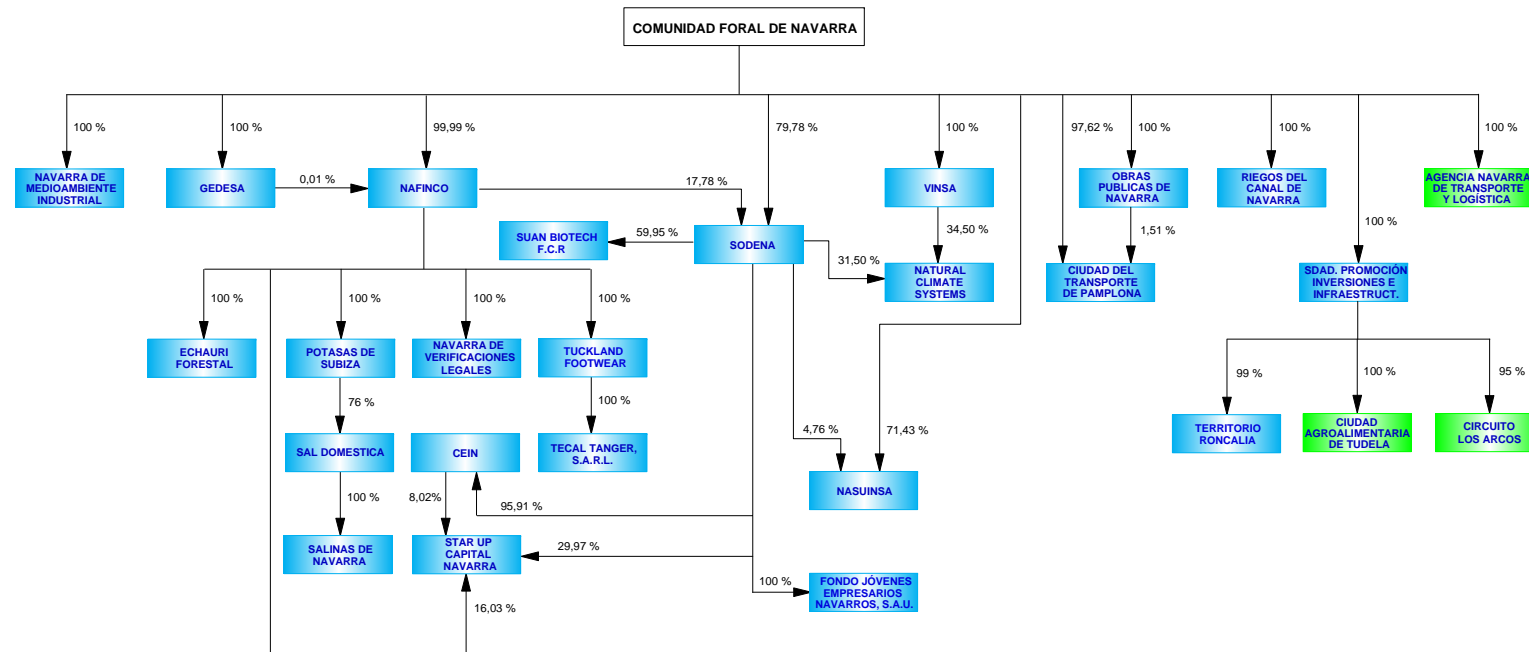 COMUNIDAD FORAL DE NAVARRA
100 %
100 %
99,99 %
79,78 %
100 %
97,62 %
100 %
100 %
100 %
NAVARRA DE
MEDIOAMBIENTE
INDUSTRIAL
GEDESA
0,01 %
NAFINCO
17,78 %
VINSA
OBRAS
PUBLICAS DE
NAVARRA
RIEGOS DEL
CANAL DE
NAVARRA
AGENCIA NAVARRA
DE TRANSPORTE
Y LOGÍSTICA
SUAN BIOTECH
F.C.R
59,95 %
SODENA
34,50 %
1,51 %
100 %
31,50 %
NATURAL
CLIMATE
SYSTEMS
CIUDAD DEL
TRANSPORTE
DE PAMPLONA
SDAD. PROMOCIÓN
INVERSIONES E
INFRAESTRUCT.
100 %
100 %
100 %
100 %
ECHAURI
FORESTAL
POTASAS DE
SUBIZA
NAVARRA DE
VERIFICACIONES
LEGALES
TUCKLAND
FOOTWEAR
99 %
100 %
95 %
76 %
100 %
4,76 %
71,43 %
TERRITORIO
RONCALIA
CIUDAD
AGROALIMENTARIA
DE TUDELA
CIRCUITO
LOS ARCOS
SAL DOMESTICA
CEIN
TECAL TANGER,
S.A.R.L.
NASUINSA
100 %
8,02%
95,91 %
SALINAS DE
NAVARRA
STAR UP
CAPITAL
NAVARRA
29,97 %
100 %
FONDO JÓVENES
EMPRESARIOS
NAVARROS, S.A.U.
16,03 %